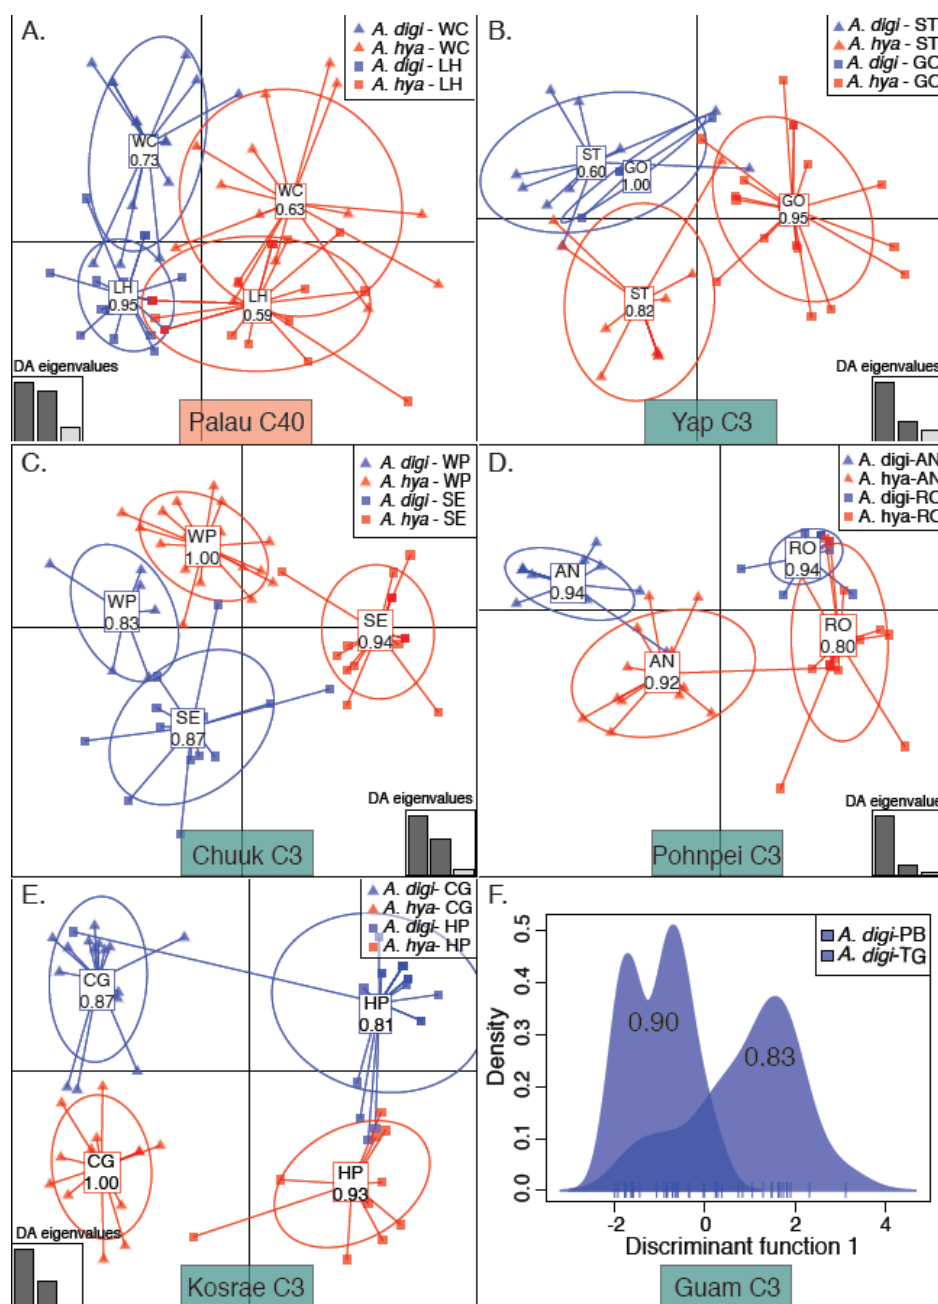 A.
A. digi - WC
A. hya - WC
A. digi - LH
A. hya - LH
WC
0.73
WC
0.63
LH
0.95
LH
0.59
DA eigenvalues
Palau C40
B.
A. digi - ST
A. hya - ST
A. digi - GO
A. hya - GO
ST
0.60
GO
1.00
GO
0.95
ST
0.82
DA eigenvalues
Yap C3
C.
A. digi - WP
A. hya - WP
A. digi - SE
A. hya - SE
WP
1.00
WP
0.83
SE
0.94
SE
0.87
DA eigenvalues
Chuuk C3
D.
A. digi-AN
A. hya-AN
A. digi-RO
A. hya-RO
RO
0.94
AN
0.94
RO
0.80
AN
0.92
DA eigenvalues
Pohnpei C3
E.
A. digi- CG
A. hya- CG
A. digi- HP
A. hya- HP
CG
0.87
HP
0.81
CG
1.00
HP
0.93
DA eigenvalues
Kosrae C3
F.
A. digi-PB
A. digi-TG
0.90
0.83
Density
0.0 0.1 0.2 0.3 0.4 0.5
-2 0 2 4
Discriminant function 1
Guam C3